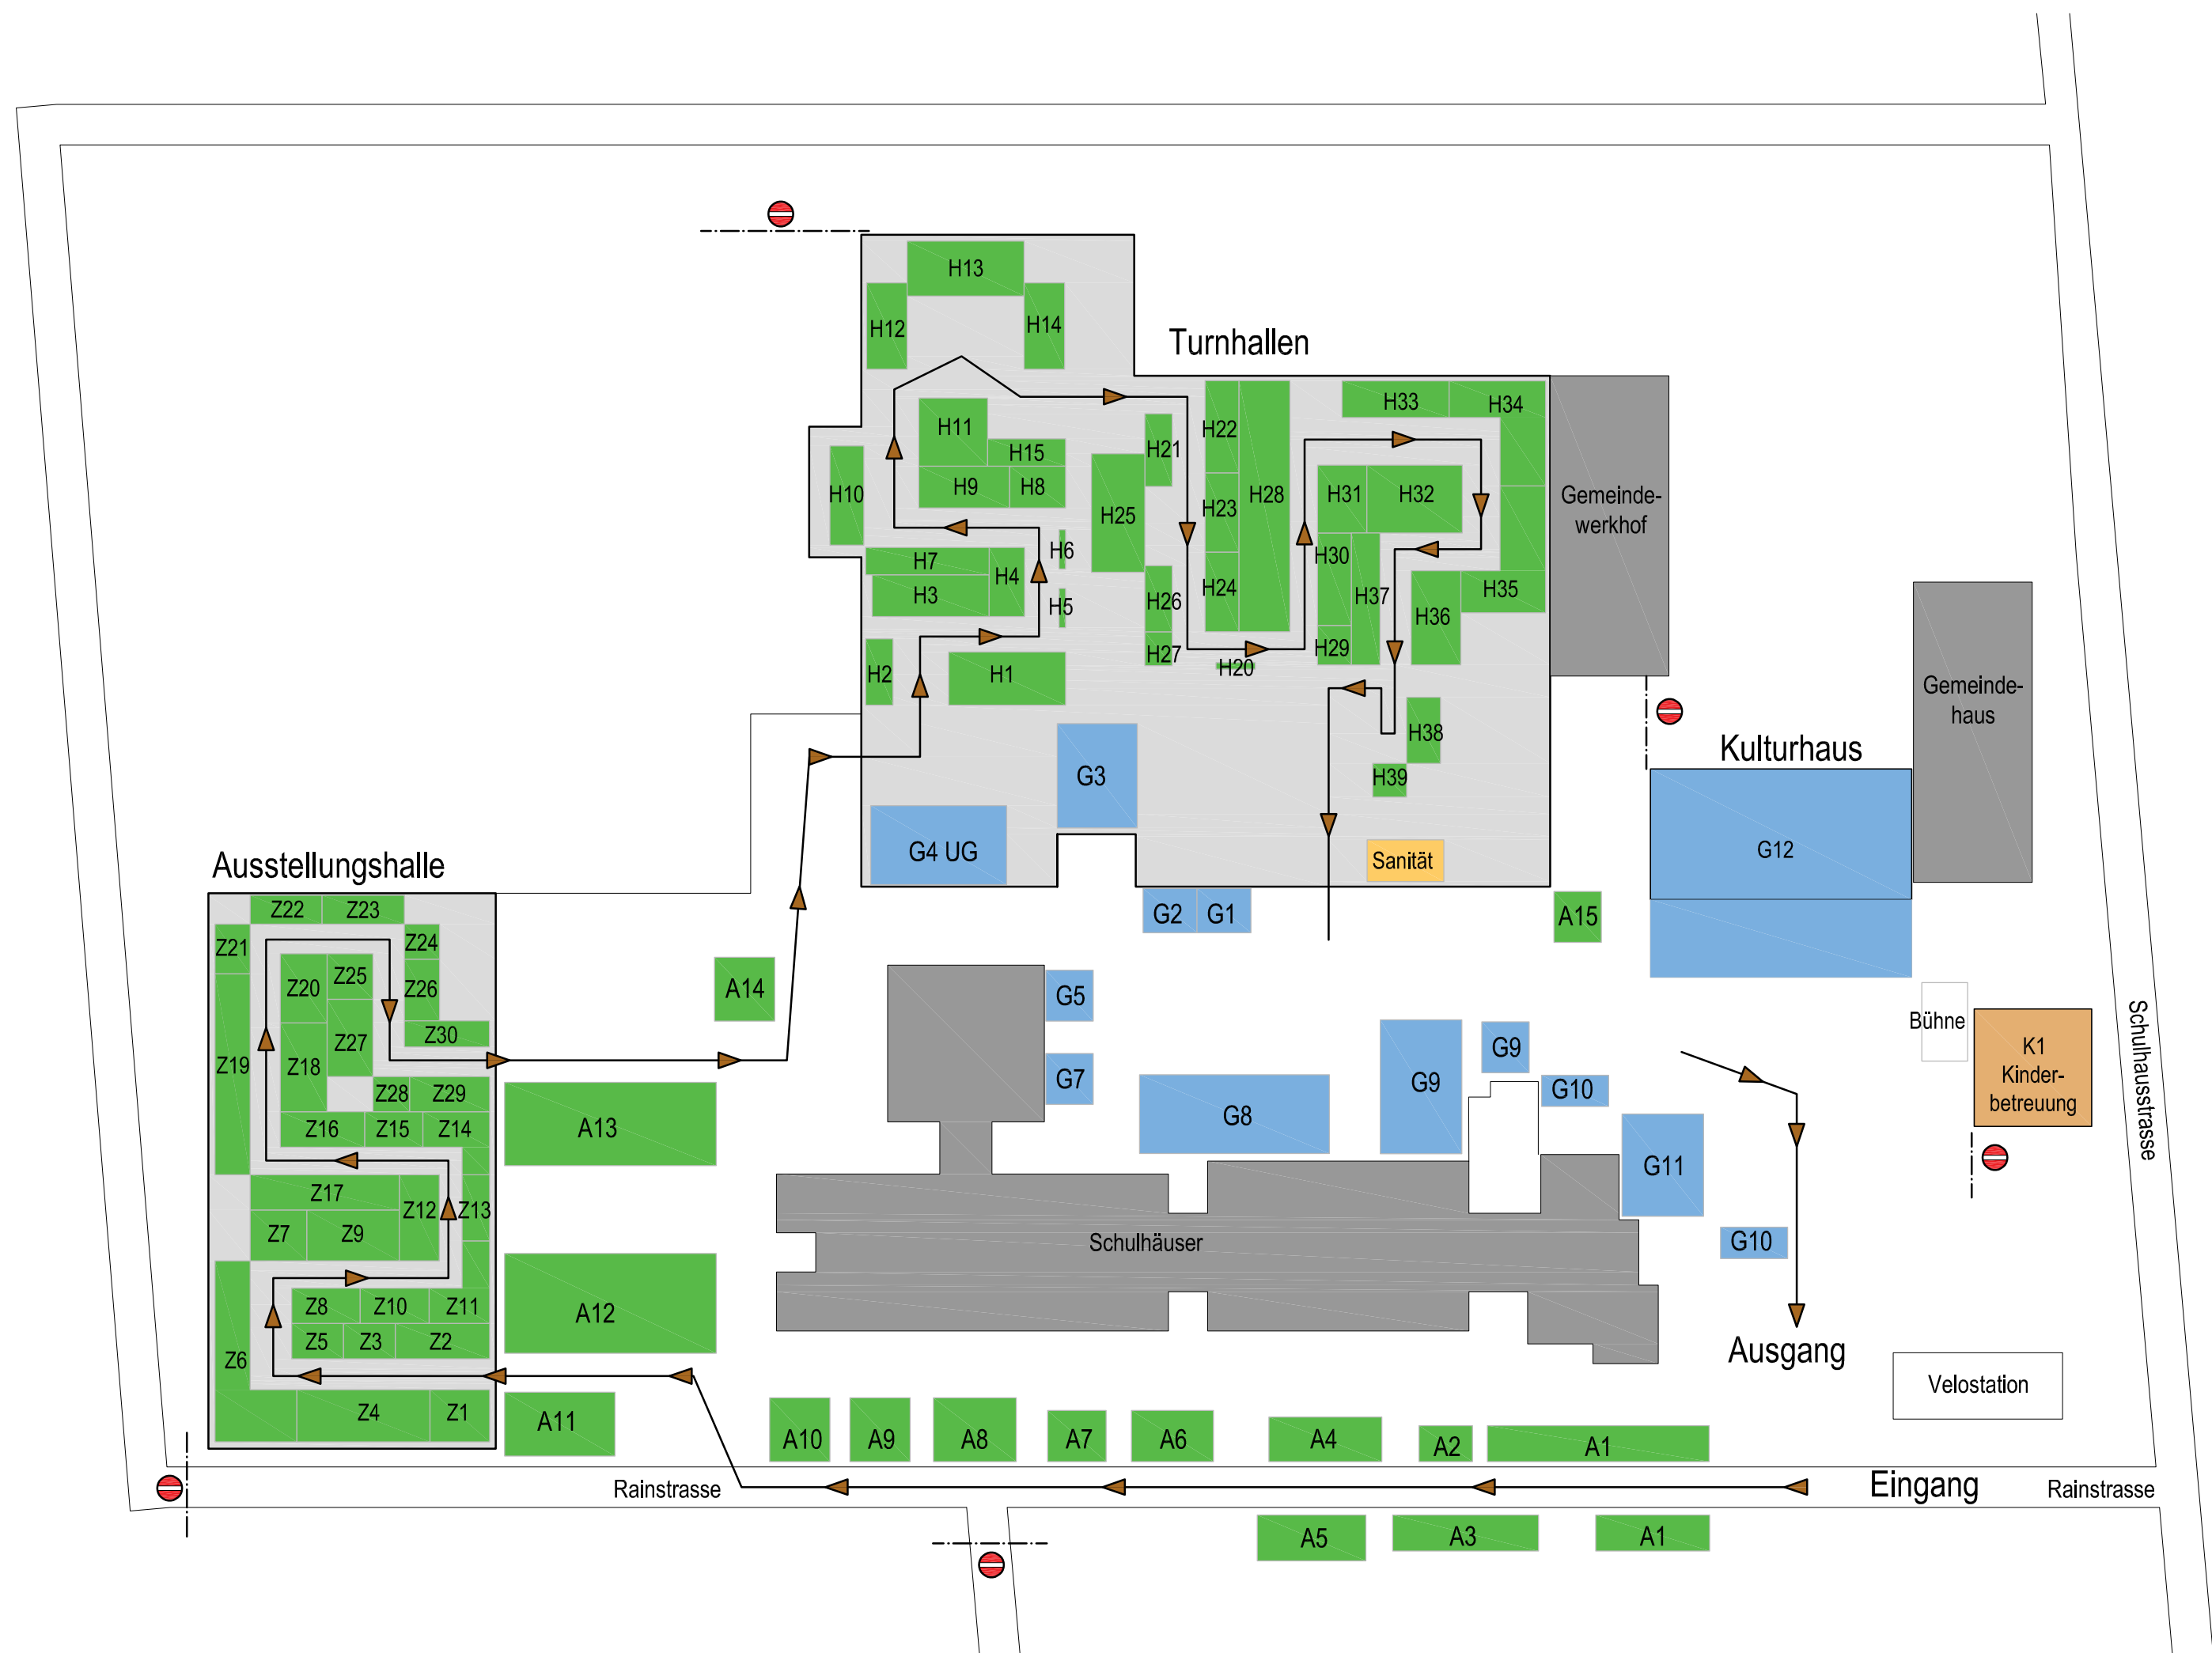 H13
H12
H14
Turnhallen
H33
H34
H11
H22
H21
H15
H10
H9
H8
H25
H23
H28
H31
H32
Gemeinde-
werkhof
H6
H7
H4
H3
H5
H26
H24
H30
H37
H36
H35
H27
H20
H29
H2
H1
Gemeinde-
haus
H38
H39
G3
Kulturhaus
G4 UG
Sanität
G12
Ausstellungshalle
Z22
Z23
G2
G1
A15
Z21
Z24
Z20
Z25
Z26
A14
G5
Bühne
Schulhausstrasse
Z30
Z27
Z19
Z18
G7
G9
G9
K1
Kinder-
betreuung
Z28
Z29
G10
Z16
Z15
Z14
A13
G8
G11
Z17
Z12
Z13
Z7
Z9
Schulhäuser
G10
Z8
Z10
Z11
A12
Z5
Z3
Z2
Z6
Ausgang
Velostation
Z4
Z1
A11
A10
A9
A8
A7
A6
A4
A2
A1
Rainstrasse
Eingang
Rainstrasse
A5
A3
A1